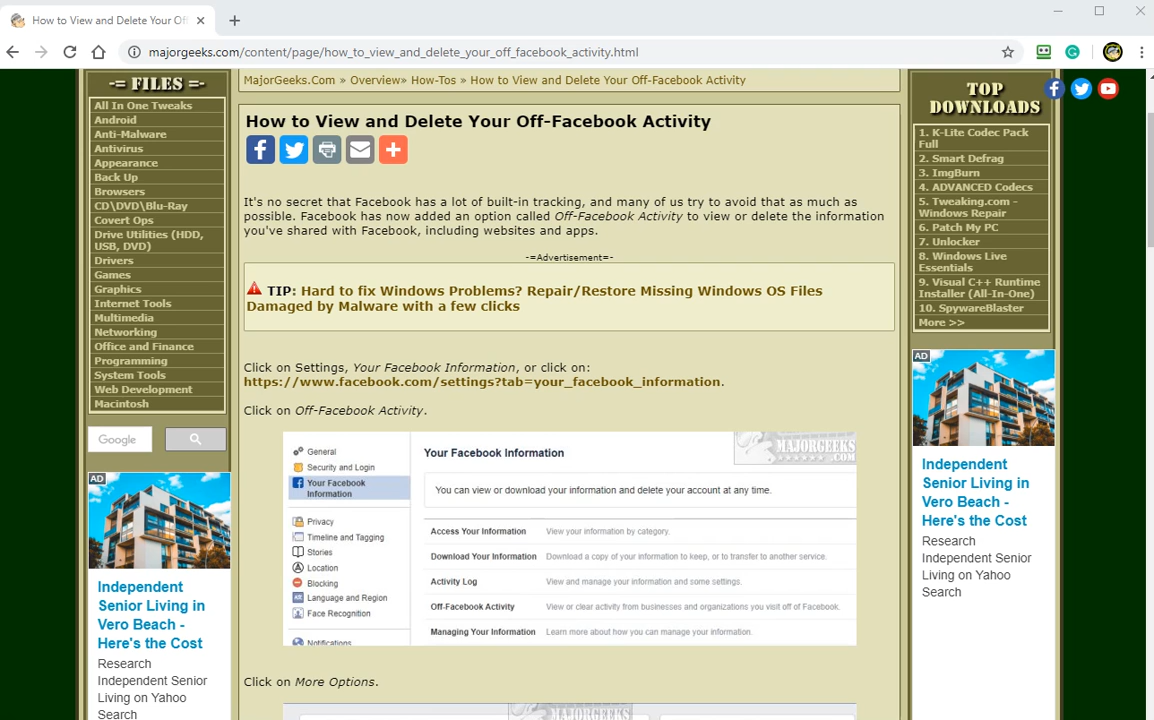 How to View and Delete Your Of
majorgeeks.com/content/page/how_to_view_and_delete_your_off_facebook_activity.html
-= FILES =-
All In One Tweaks
Android
Anti-Malware
Antivirus
Appearance
Back Up
Browsers
CD\DVD\Blu-Ray
Covert Ops
Drive Utilities (HDD,
USB, DVD)
Drivers
Games
Graphics
Internet Tools
Multimedia
Networking
Office and Finance
Programming
System Tools
Web Development
Macintosh
Google
AD
Independent
Senior Living in
Vero Beach -
Here's the Cost
Research
Independent Senior
Living on Yahoo
Search
MajorGeeks.Com » Overview» How-Tos » How to View and Delete Your Off-Facebook Activity
How to View and Delete Your Off-Facebook Activity
It's no secret that Facebook has a lot of built-in tracking, and many of us try to avoid that as much as
possible. Facebook has now added an option called Off-Facebook Activity to view or delete the information
you've shared with Facebook, including websites and apps.
-=Advertisement=-
TIP: Hard to fix Windows Problems? Repair/Restore Missing Windows OS Files
Damaged by Malware with a few clicks
Click on Settings, Your Facebook Information, or click on:
https://www.facebook.com/settings?tab=your_facebook_information.
Click on Off-Facebook Activity.
General
Security and Login
Your Facebook
Information
Privacy
Timeline and Tagging
Stories
Location
Blocking
Language and Region
Face Recognition
Notifications
Your Facebook Information
MAJORGEEKS
.COM
You can view or download your information and delete your account at any time.
Access Your Information View your information by category.
Download Your Information Download a copy of your information to keep, or to transfer to another service.
Activity Log View and manage your information and some settings.
Off-Facebook Activity View or clear activity from businesses and organizations you visit off of Facebook.
Managing Your Information Learn more about how you can manage your information.
Click on More Options.
MAJORGEEKS
TOP
DOWNLOADS
1. K-Lite Codec Pack
Full
2. Smart Defrag
3. ImgBurn
4. ADVANCED Codecs
5. Tweaking.com -
Windows Repair
6. Patch My PC
7. Unlocker
8. Windows Live
Essentials
9. Visual C++ Runtime
Installer (All-In-One)
10. SpywareBlaster
More >>
AD
Independent
Senior Living in
Vero Beach -
Here's the Cost
Research
Independent Senior
Living on Yahoo
Search